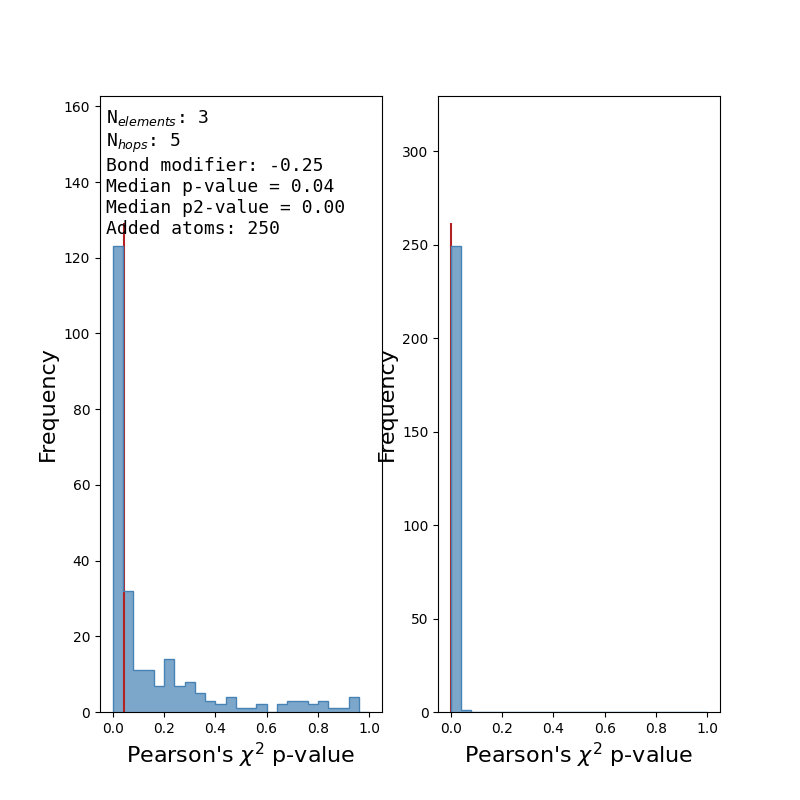 N_elements: 3
N_hops: 5
Bond modifier: -0.25
Median p-value = 0.04
Median p2-value = 0.00
Added atoms: 250
160
140
120
100
80
60
40
20
0
Frequency
0.0 0.2 0.4 0.6 0.8 1.0
Pearson's χ² p-value
300
250
200
150
100
50
0
Frequency
0.0 0.2 0.4 0.6 0.8 1.0
Pearson's χ² p-value